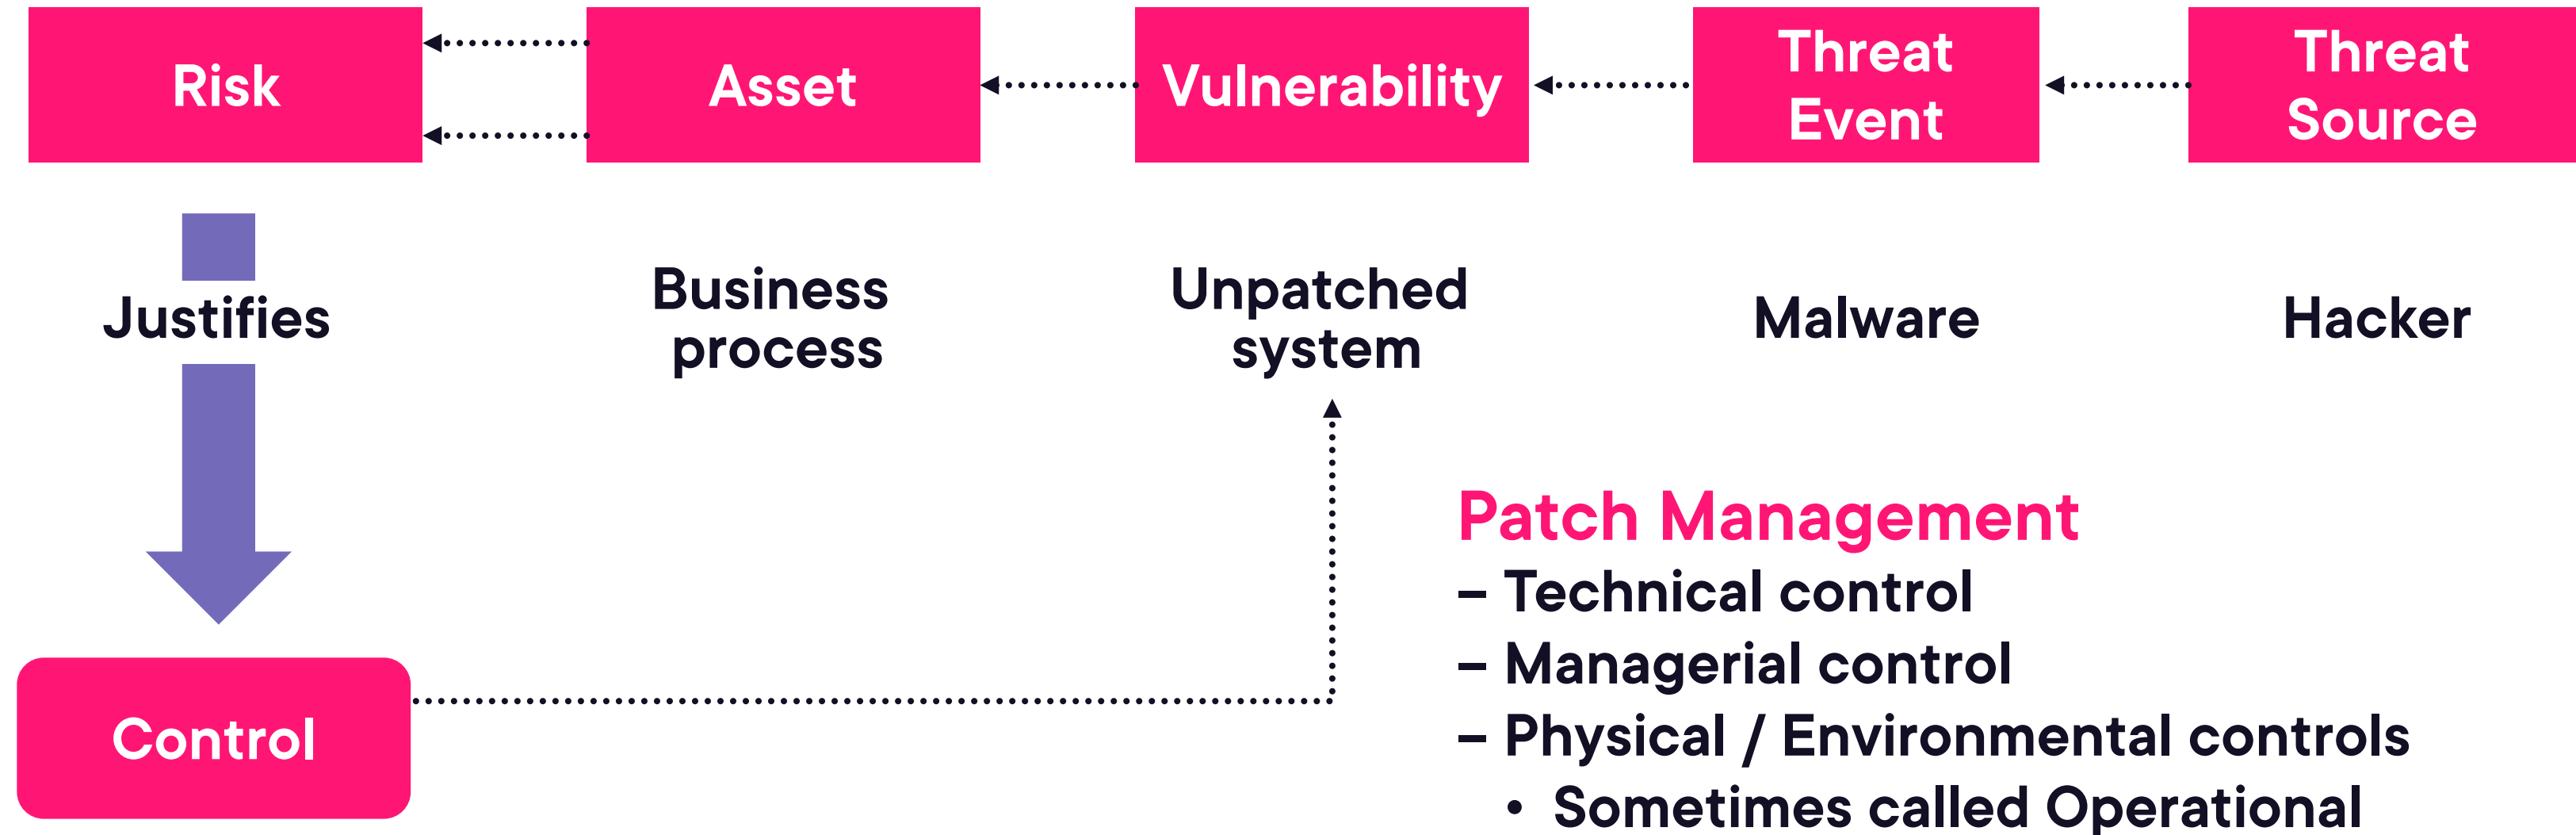 Risk
Asset
Vulnerability
Threat
Event
Threat
Source
Justifies
Business
process
Unpatched
system
Malware
Hacker
Patch Management
– Technical control
– Managerial control
– Physical / Environmental controls
• Sometimes called Operational
Control